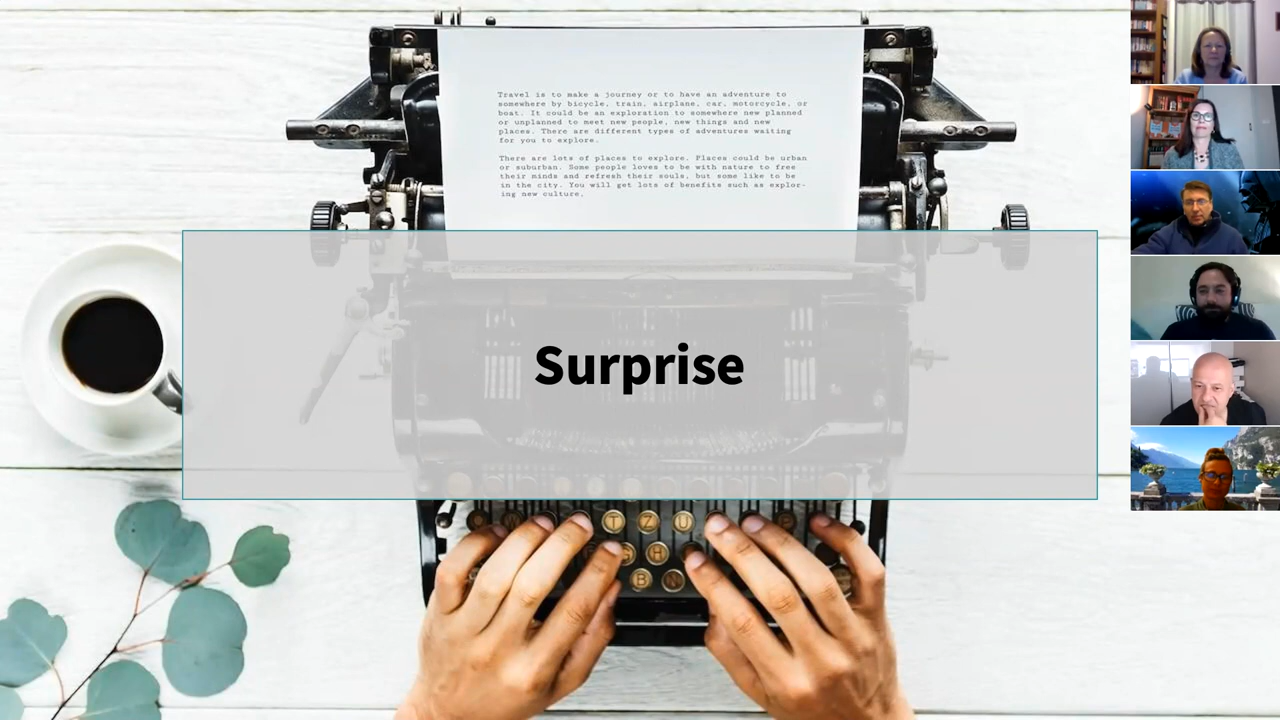 Travel is to make a journey or to have an adventure to
somewhere by bicycle, train, airplane, car, motorcycle, or
boat. It could be an exploration to somewhere new planned
or unplanned to meet new people, new things and new
places. There are different types of adventures waiting
for you to explore.
There are lots of places to explore. Places could be urban
or suburban. Some people loves to be with nature to free
their minds and refresh their souls, but some like to be
in the city. You will get lots of benefits such as explor-
ing new culture.
Surprise
T Z U
G H
B N